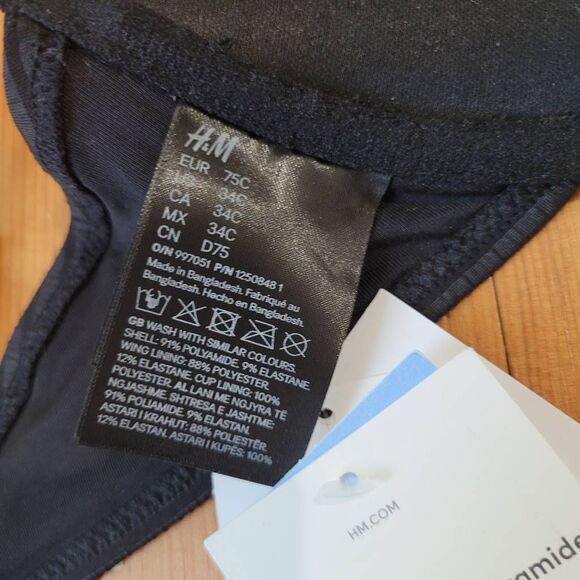 H&M
EUR 75C
US 34C
CA 34C
MX 34C
CN D75
O/N 997051 P/N 1250848 1
Made in Bangladesh. Fabriqué au
Bangladesh. Hecho en Bangladesh.
GB WASH WITH SIMILAR COLOURS.
SHELL: 91% POLYAMIDE. 9% ELASTANE.
WING LINING: 88% POLYESTER.
12% ELASTANE. CUP LINING: 100%
POLYESTER. AL LANI ME NGJYRA TË
NGJASHME. SHTRESA E JASHTME:
91% POLIAMIDE. 9% ELASTAN.
ASTARI I KRAHUT: 88% POLIESTËR.
12% ELASTAN. ASTARI I KUPËS: 100%
HM.COM